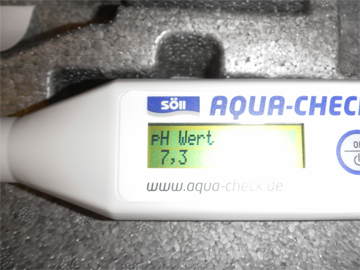 söll AQUA-CHECK
pH Wert
7,3
www.aqua-check.de